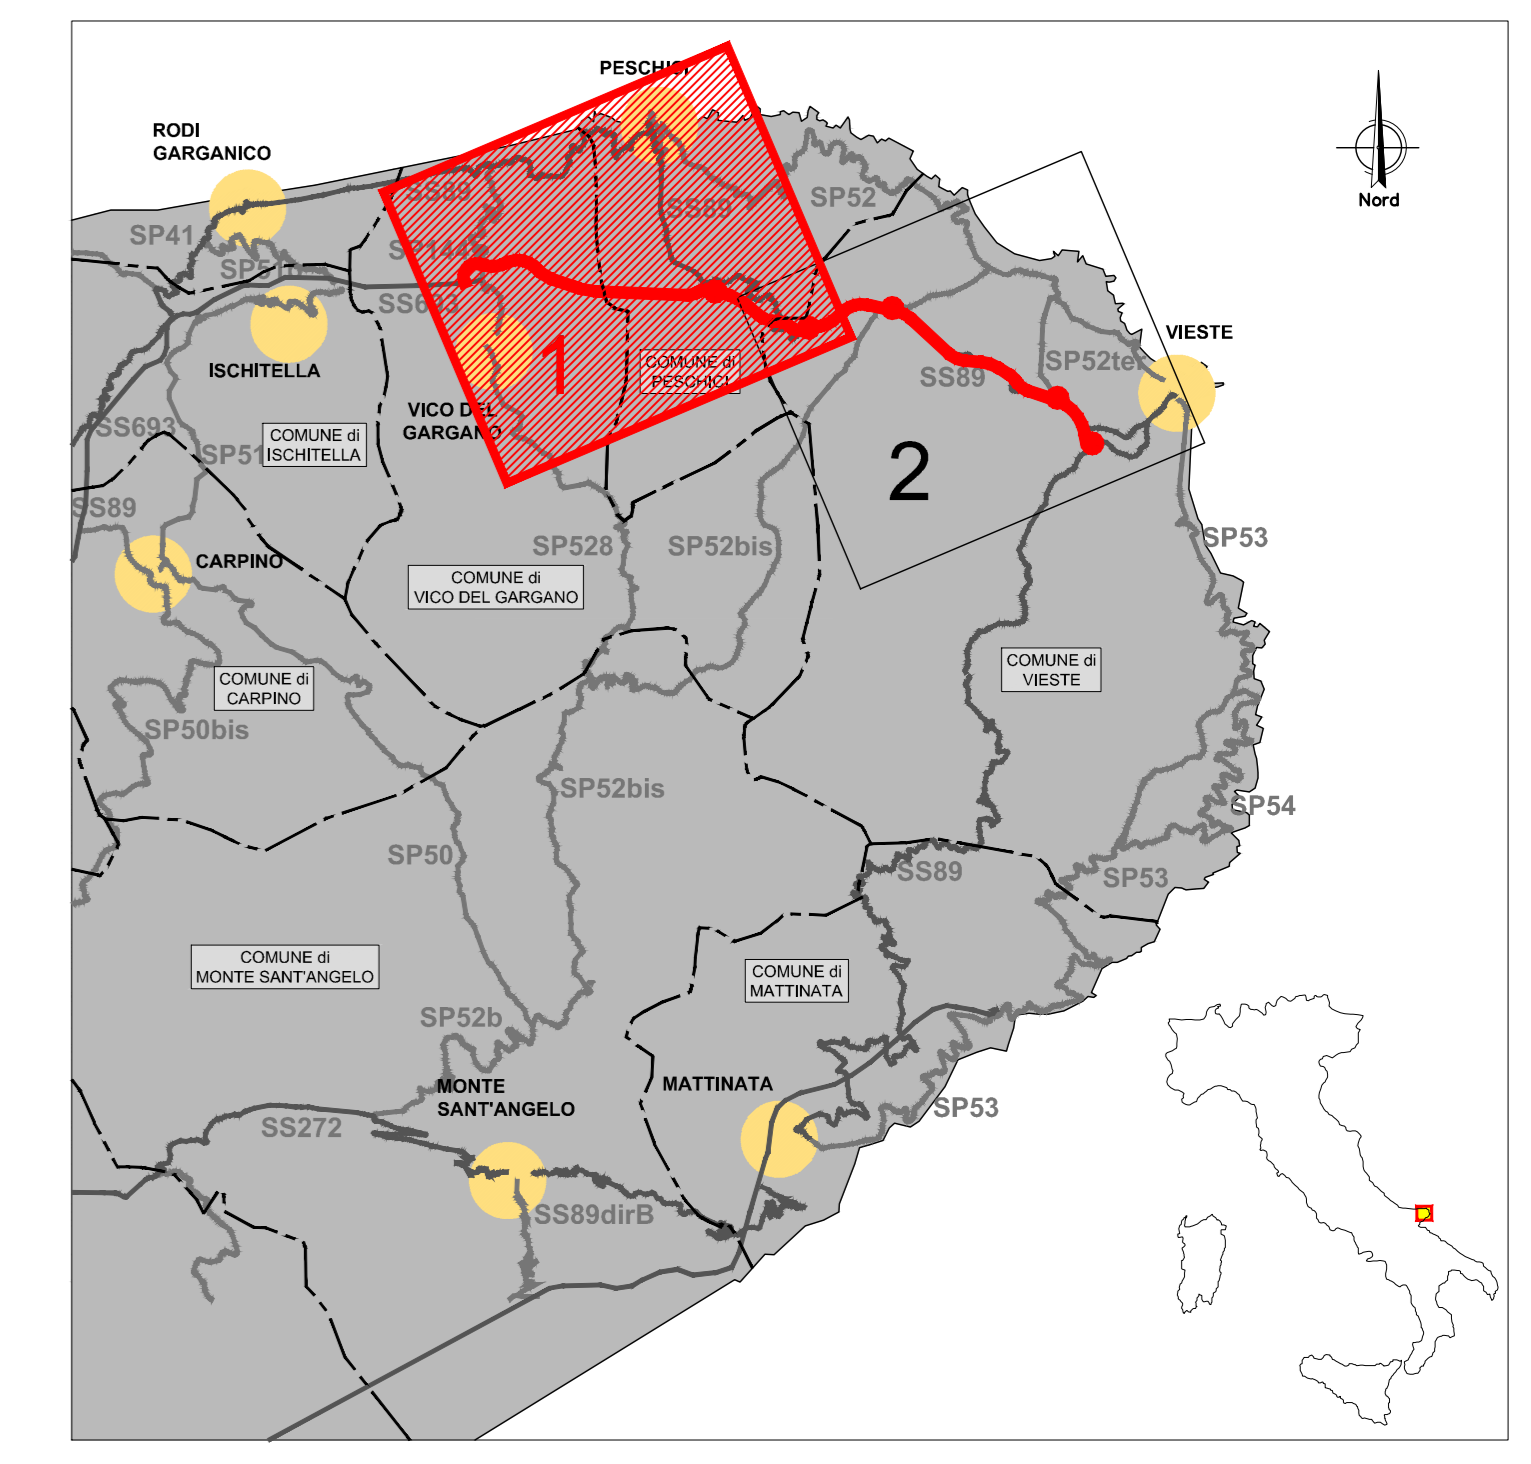 PESCHICI
RODI
GARGANICO
Nord
SS89
SP52
SS89
SP41
SP144
SP51b
SS693
VIESTE
1
COMUNE di
PESCHICI
SP52ter
SS89
ISCHITELLA
VICO DEL
GARGANO
SS693
COMUNE di
ISCHITELLA
SP51
2
SS89
SP528
SP52bis
SP53
CARPINO
COMUNE di
VICO DEL GARGANO
COMUNE di
VIESTE
COMUNE di
CARPINO
SP50bis
SP52bis
SP54
SP50
SS89
SP53
COMUNE di
MONTE SANT'ANGELO
COMUNE di
MATTINATA
SP52b
MONTE
SANT'ANGELO
MATTINATA
SP53
SS272
SS89dirB